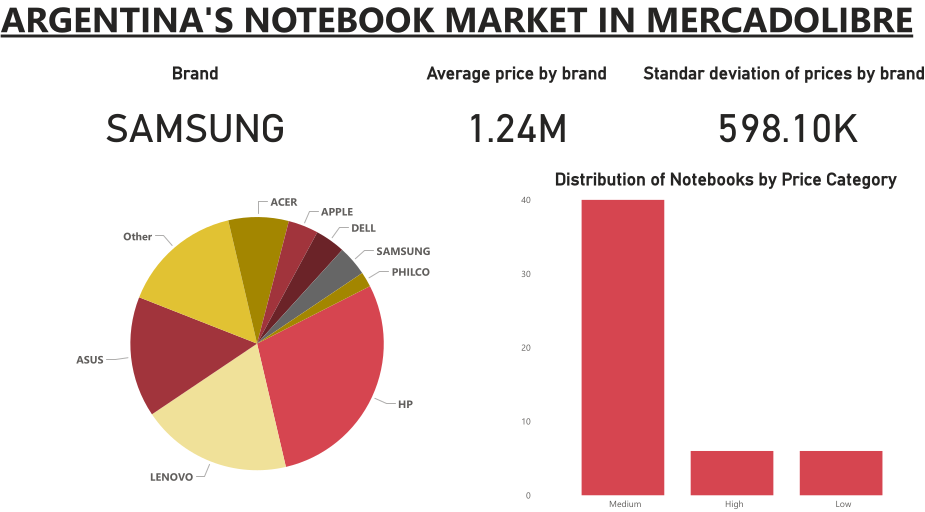 ARGENTINA'S NOTEBOOK MARKET IN MERCADOLIBRE
Brand
SAMSUNG
Average price by brand
1.24M
Standar deviation of prices by brand
598.10K
ACER
APPLE
DELL
SAMSUNG
PHILCO
HP
LENOVO
ASUS
Other
Distribution of Notebooks by Price Category
40
30
20
10
0
Medium
High
Low